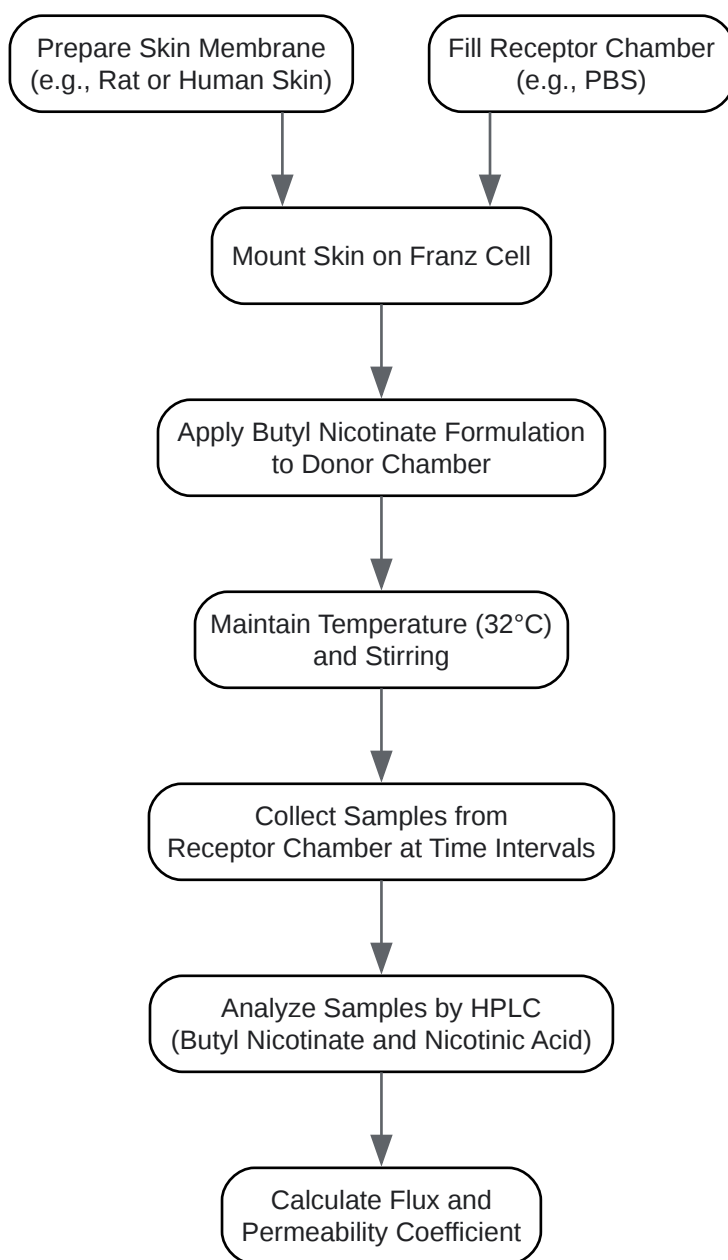 Prepare Skin Membrane
(e.g., Rat or Human Skin)
Fill Receptor Chamber
(e.g., PBS)
Mount Skin on Franz Cell
Apply Butyl Nicotinate Formulation
to Donor Chamber
Maintain Temperature (32°C)
and Stirring
Collect Samples from
Receptor Chamber at Time Intervals
Analyze Samples by HPLC
(Butyl Nicotinate and Nicotinic Acid)
Calculate Flux and
Permeability Coefficient